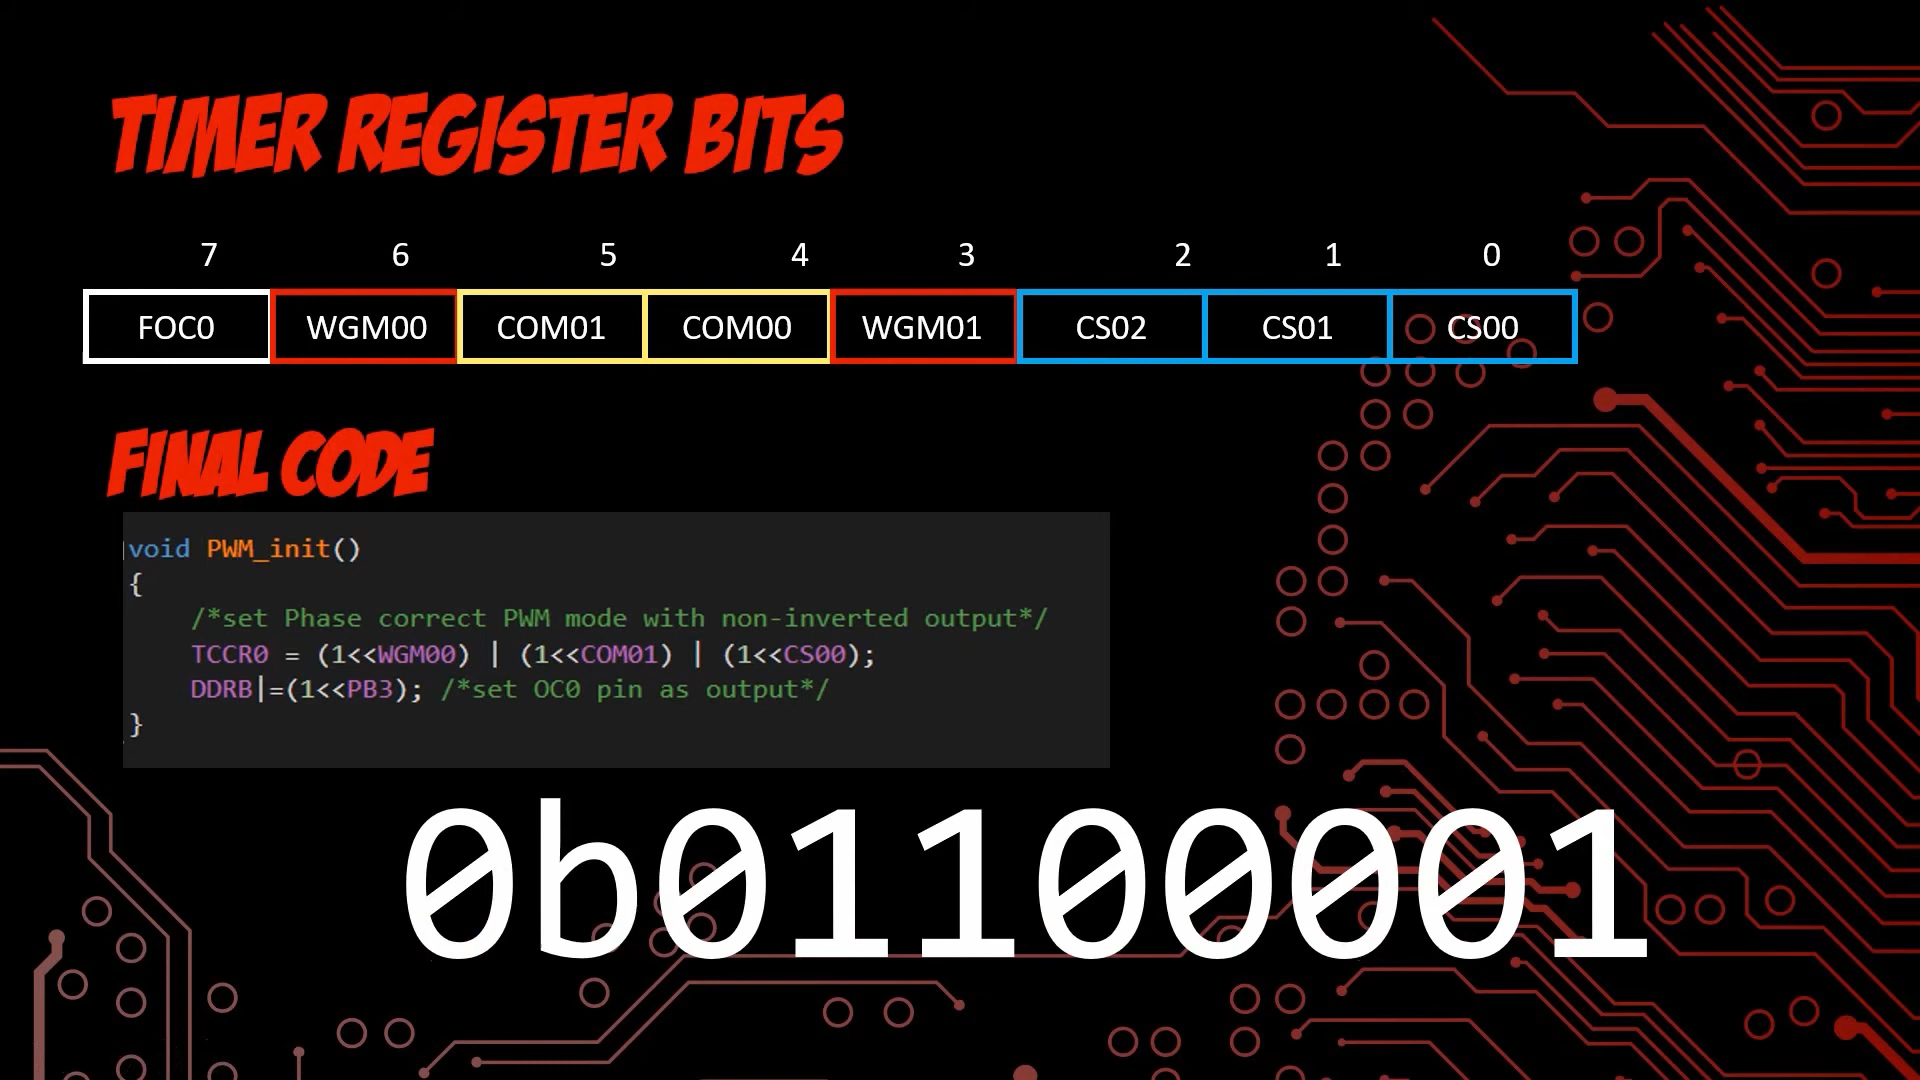 TIMER REGISTER BITS
7 6 5 4 3 2 1 0
FOC0 WGM00 COM01 COM00 WGM01 CS02 CS01 CS00
FINAL CODE
void PWM_init()
{
/*set Phase correct PWM mode with non-inverted output*/
TCCR0 = (1<<WGM00) | (1<<COM01) | (1<<CS00);
DDRB|=(1<<PB3); /*set OC0 pin as output*/
}
0b01100001